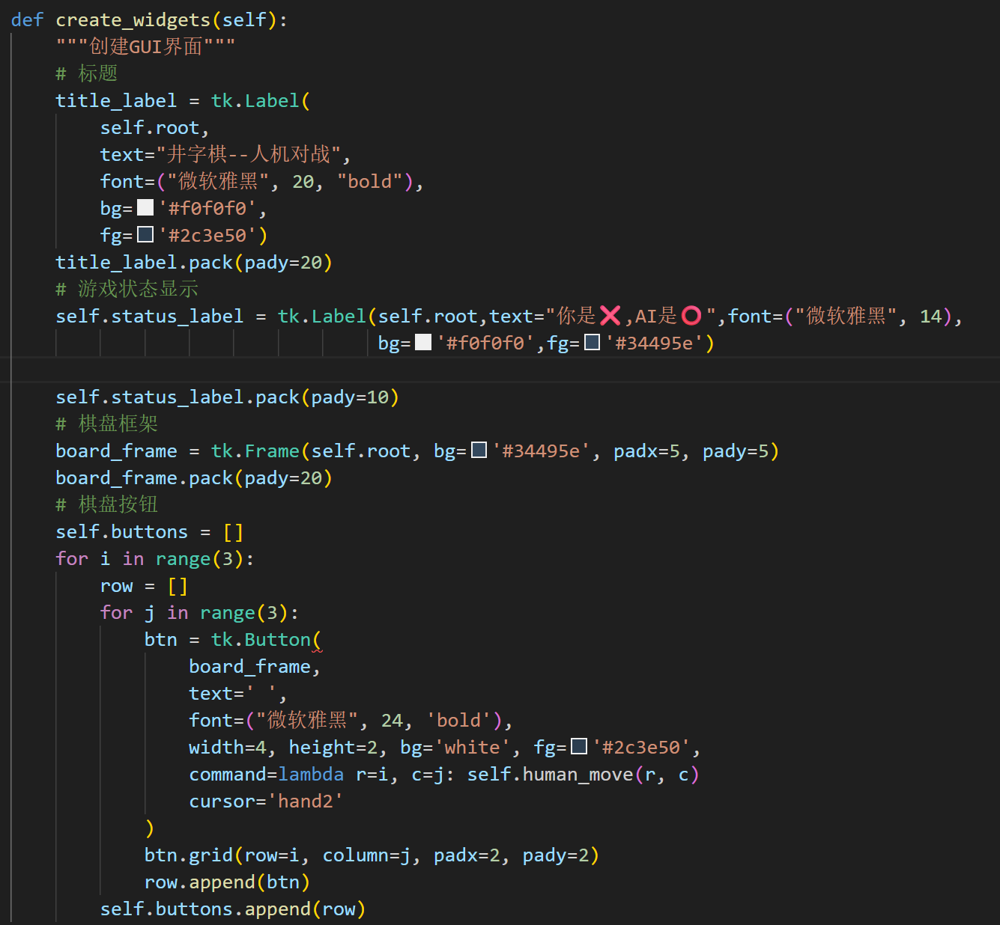 def create_widgets(self):
    """创建GUI界面"""
    # 标题
    title_label = tk.Label(
        self.root,
        text="井字棋--人机对战",
        font=("微软雅黑", 20, "bold"),
        bg='#f0f0f0',
        fg='#2c3e50')
    title_label.pack(pady=20)
    # 游戏状态显示
    self.status_label = tk.Label(self.root,text="你是❌,AI是⭕",font=("微软雅黑", 14),
                                 bg='#f0f0f0',fg='#34495e')

    self.status_label.pack(pady=10)
    # 棋盘框架
    board_frame = tk.Frame(self.root, bg='#34495e', padx=5, pady=5)
    board_frame.pack(pady=20)
    # 棋盘按钮
    self.buttons = []
    for i in range(3):
        row = []
        for j in range(3):
            btn = tk.Button(
                board_frame,
                text=' ',
                font=("微软雅黑", 24, 'bold'),
                width=4, height=2, bg='white', fg='#2c3e50',
                command=lambda r=i, c=j: self.human_move(r, c)
                cursor='hand2'
            )
            btn.grid(row=i, column=j, padx=2, pady=2)
            row.append(btn)
        self.buttons.append(row)